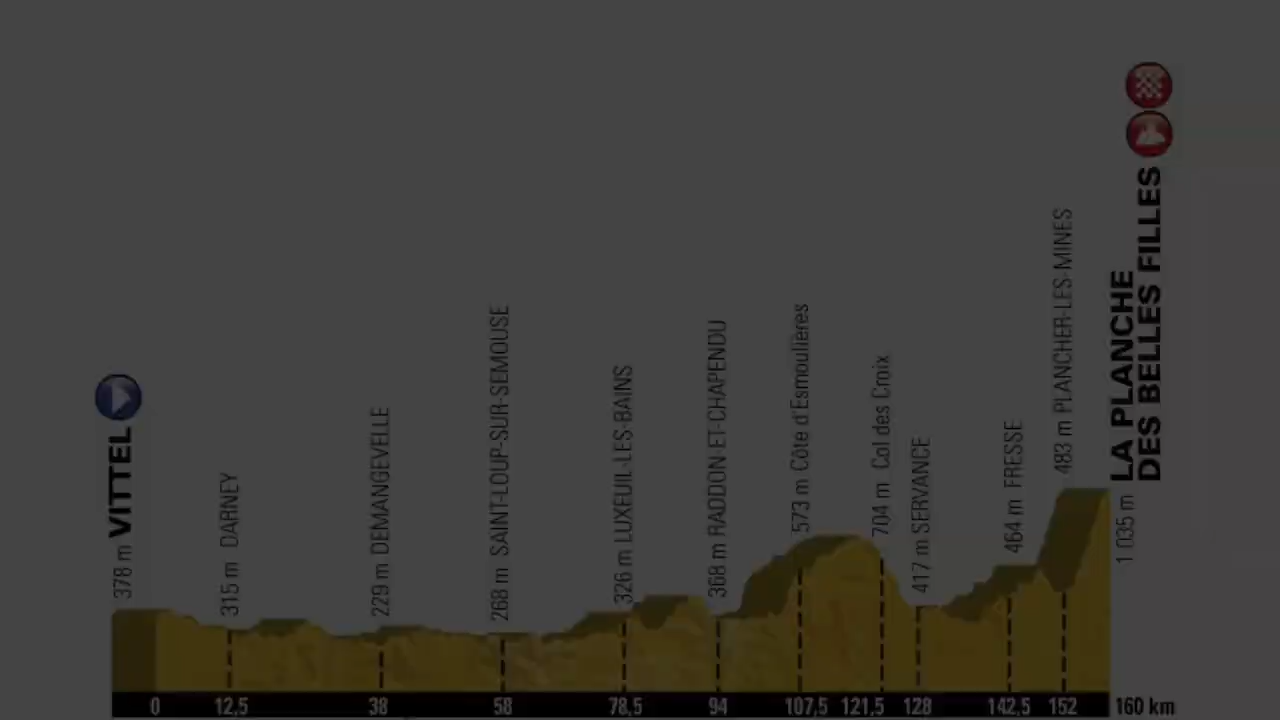 378 m VITTEL
315 m DARNEY
229 m DEMANGEVELLE
268 m SAINT-LOUP-SUR-SEMOUSE
326 m LUXEUIL-LES-BAINS
368 m RADDON-ET-CHAPENDU
573 m Côte d'Esmoulières
704 m Col des Croix
417 m SERVANCE
464 m FRESSE
483 m PLANCHER-LES-MINES
1 035 m LA PLANCHE
DES BELLES FILLES
0 12,5 38 58 78,5 94 107,5 121,5 128 142,5 152 160 km